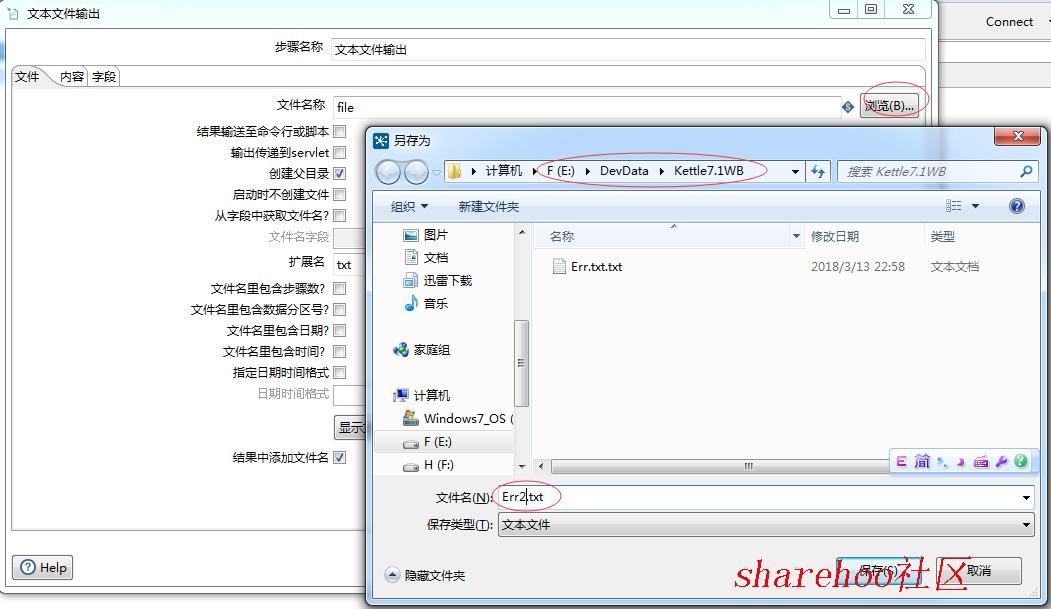 文本文件输出
Connect
步骤名称 文本文件输出
文件 内容 字段
文件名称 file 浏览(B)...
结果输送至命令行或脚本
输出传递到servlet
创建父目录
启动时不创建文件
从字段中获取文件名?
文件名字段
扩展名 txt
文件名里包含步骤数?
文件名里包含数据分区号?
文件名里包含日期?
文件名里包含时间?
指定日期时间格式
日期时间格式
显示
结果中添加文件名
Help
另存为
计算机 F (E:) DevData Kettle7.1WB
搜索 Kettle7.1WB
组织 新建文件夹
名称 修改日期 类型
Err.txt.txt 2018/3/13 22:58 文本文档
图片
文档
迅雷下载
音乐
家庭组
计算机
Windows7_OS (
F (E:)
H (F:)
E 简
文件名(N): Err2.txt
保存类型(T): 文本文件
隐藏文件夹
保存(S) 取消
sharehoo社区